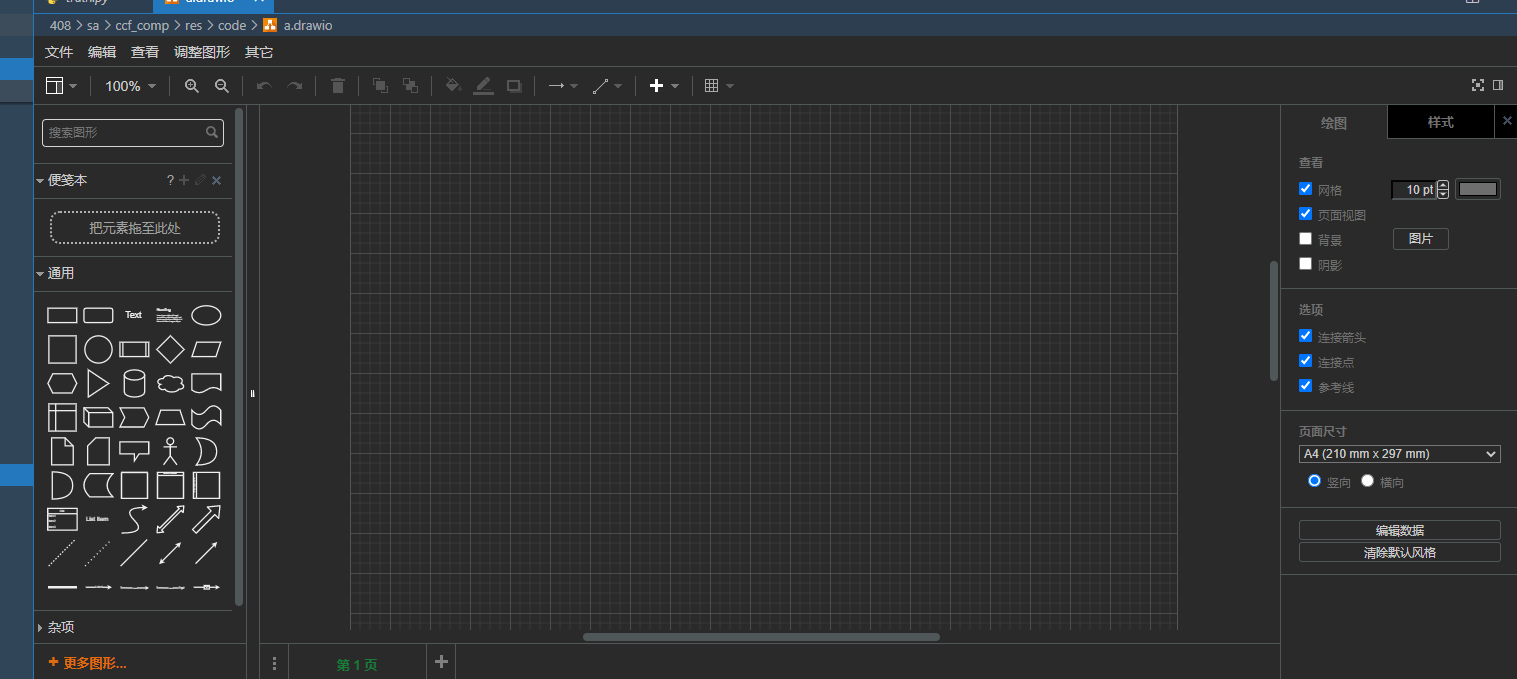 408 > sa > ccf_comp > res > code > a.drawio
文件 编辑 查看 调整图形 其它
100%
搜索图形
便笺本 ?
把元素拖至此处
通用
Text
List Item
杂项
更多图形...
第 1 页
绘图 样式
查看
网格 10 pt
页面视图
背景 图片
阴影
选项
连接箭头
连接点
参考线
页面尺寸
A4 (210 mm x 297 mm)
竖向 横向
编辑数据
清除默认风格